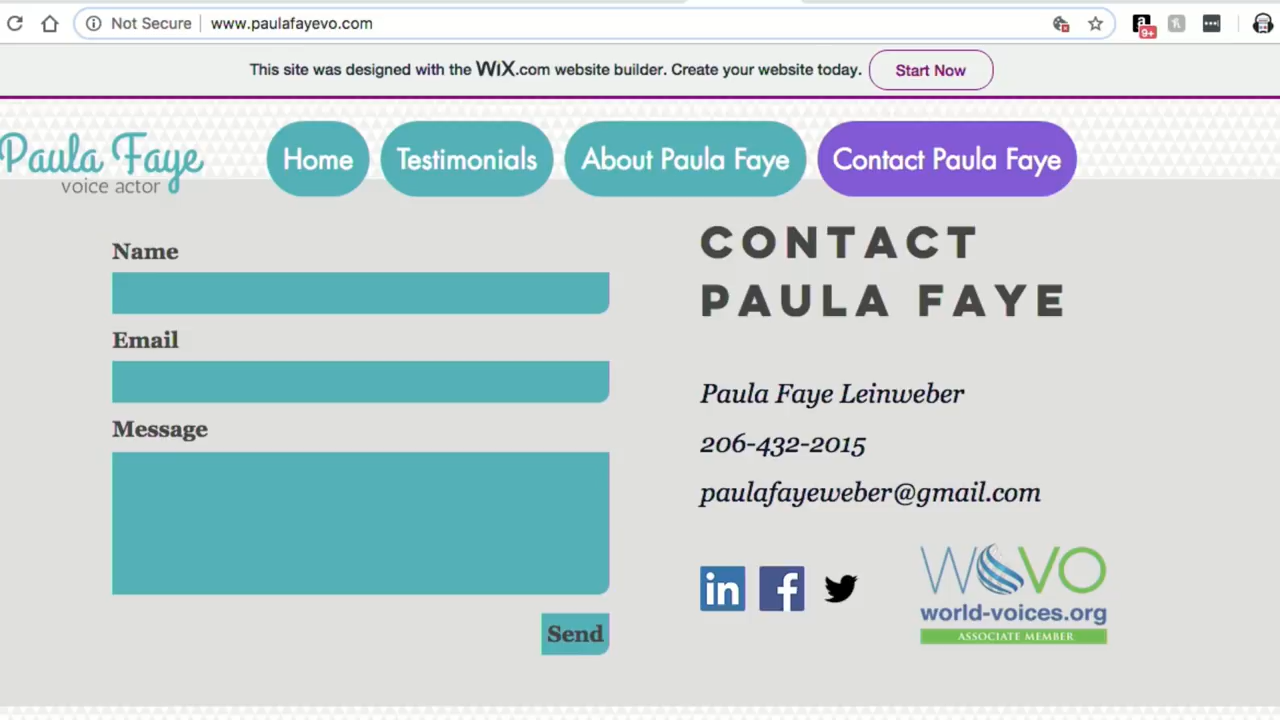 Not Secure www.paulafayevo.com
9+
This site was designed with the WiX.com website builder. Create your website today. Start Now
Paula Faye
voice actor
Home Testimonials About Paula Faye Contact Paula Faye
CONTACT
PAULA FAYE
Name
Email
Message
Send
Paula Faye Leinweber
206-432-2015
paulafayeweber@gmail.com
in f
WOVO
world-voices.org
ASSOCIATE MEMBER